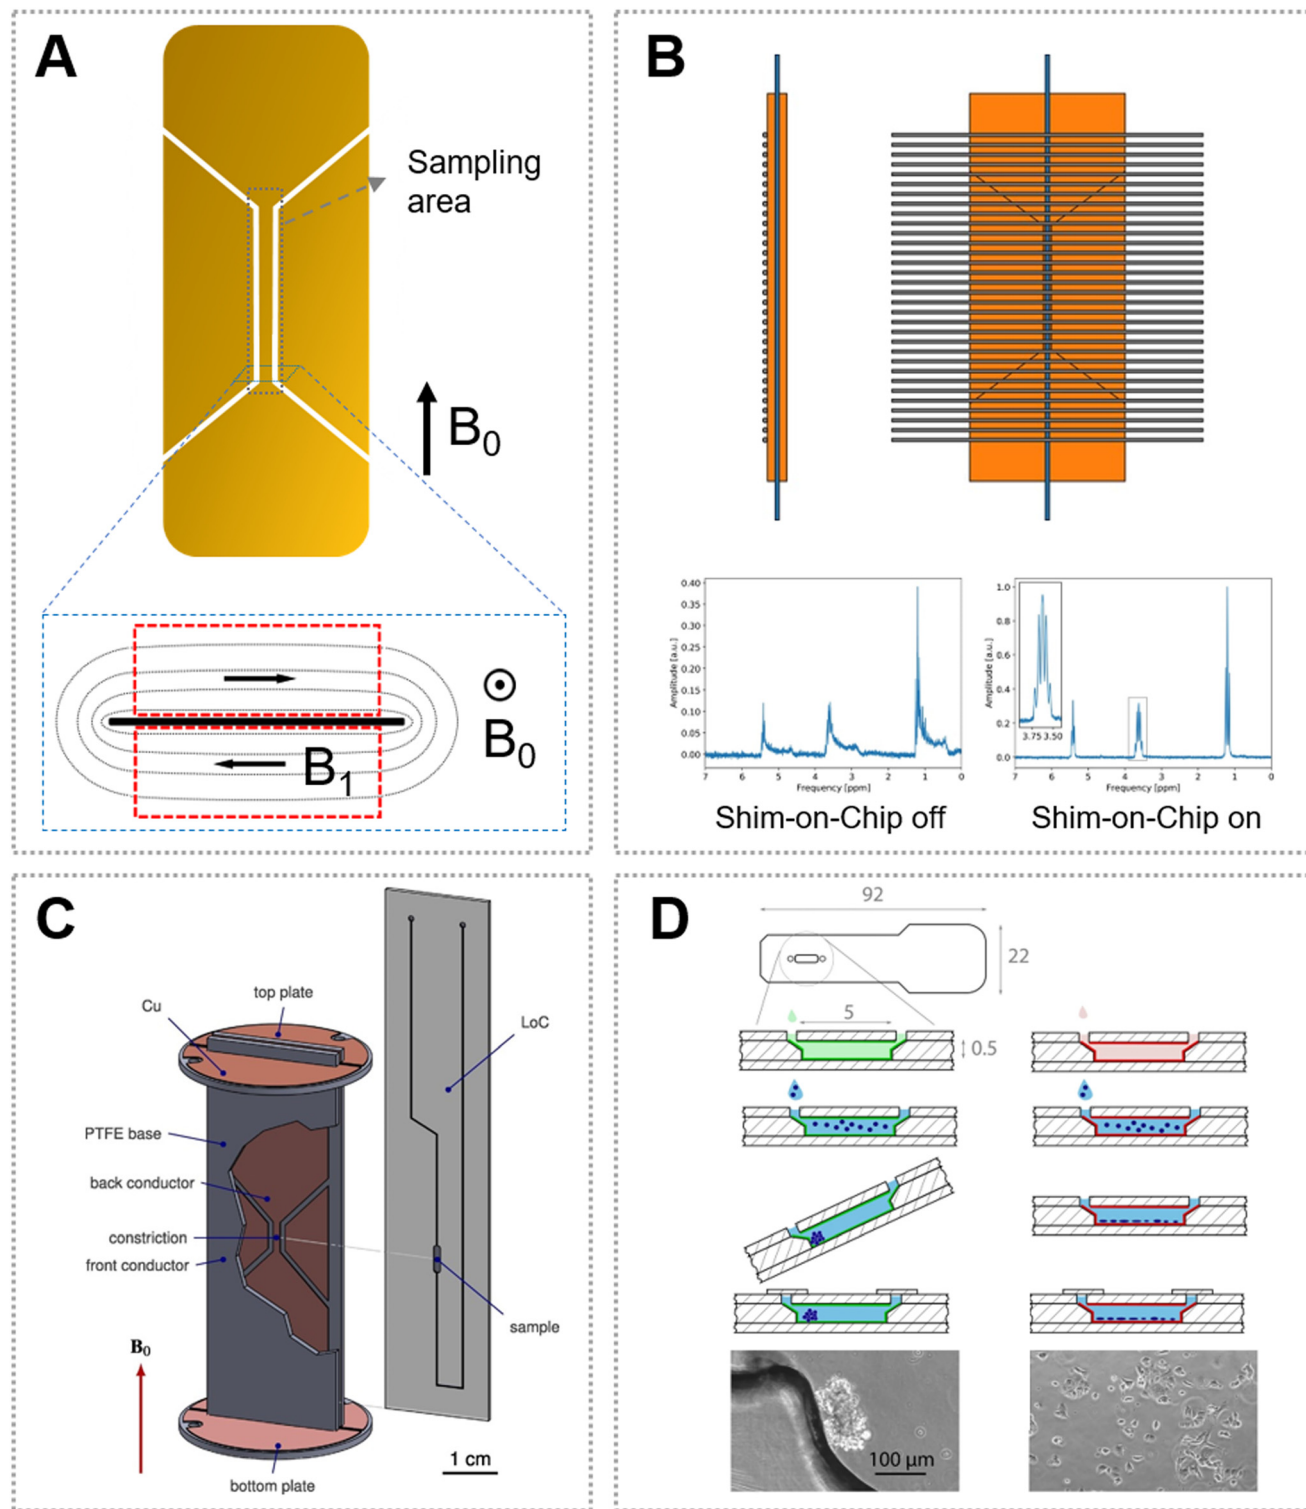 A
Sampling
area
B0
B0
B1
B
0.40
0.35
0.30
0.25
0.20
0.15
0.10
0.05
0.00
Amplitude [a.u.]
7 6 5 4 3 2 1 0
Frequency [ppm]
Shim-on-Chip off
1.0
0.8
0.6
0.4
0.2
0.0
Amplitude [a.u.]
3.75 3.50
7 6 5 4 3 2 1 0
Frequency [ppm]
Shim-on-Chip on
C
top plate
Cu
LoC
PTFE base
back conductor
constriction
front conductor
sample
B0
bottom plate
1 cm
D
92
22
5
0.5
100 µm